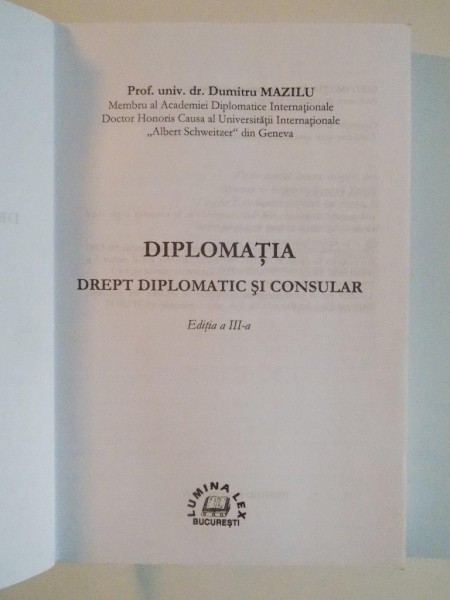 Prof. univ. dr. Dumitru MAZILU
Membru al Academiei Diplomatice Internaţionale
Doctor Honoris Causa al Universităţii Internaţionale
„Albert Schweitzer“ din Geneva
DIPLOMAŢIA
DREPT DIPLOMATIC ŞI CONSULAR
Ediţia a III-a
LUMINA LEX
BUCUREŞTI